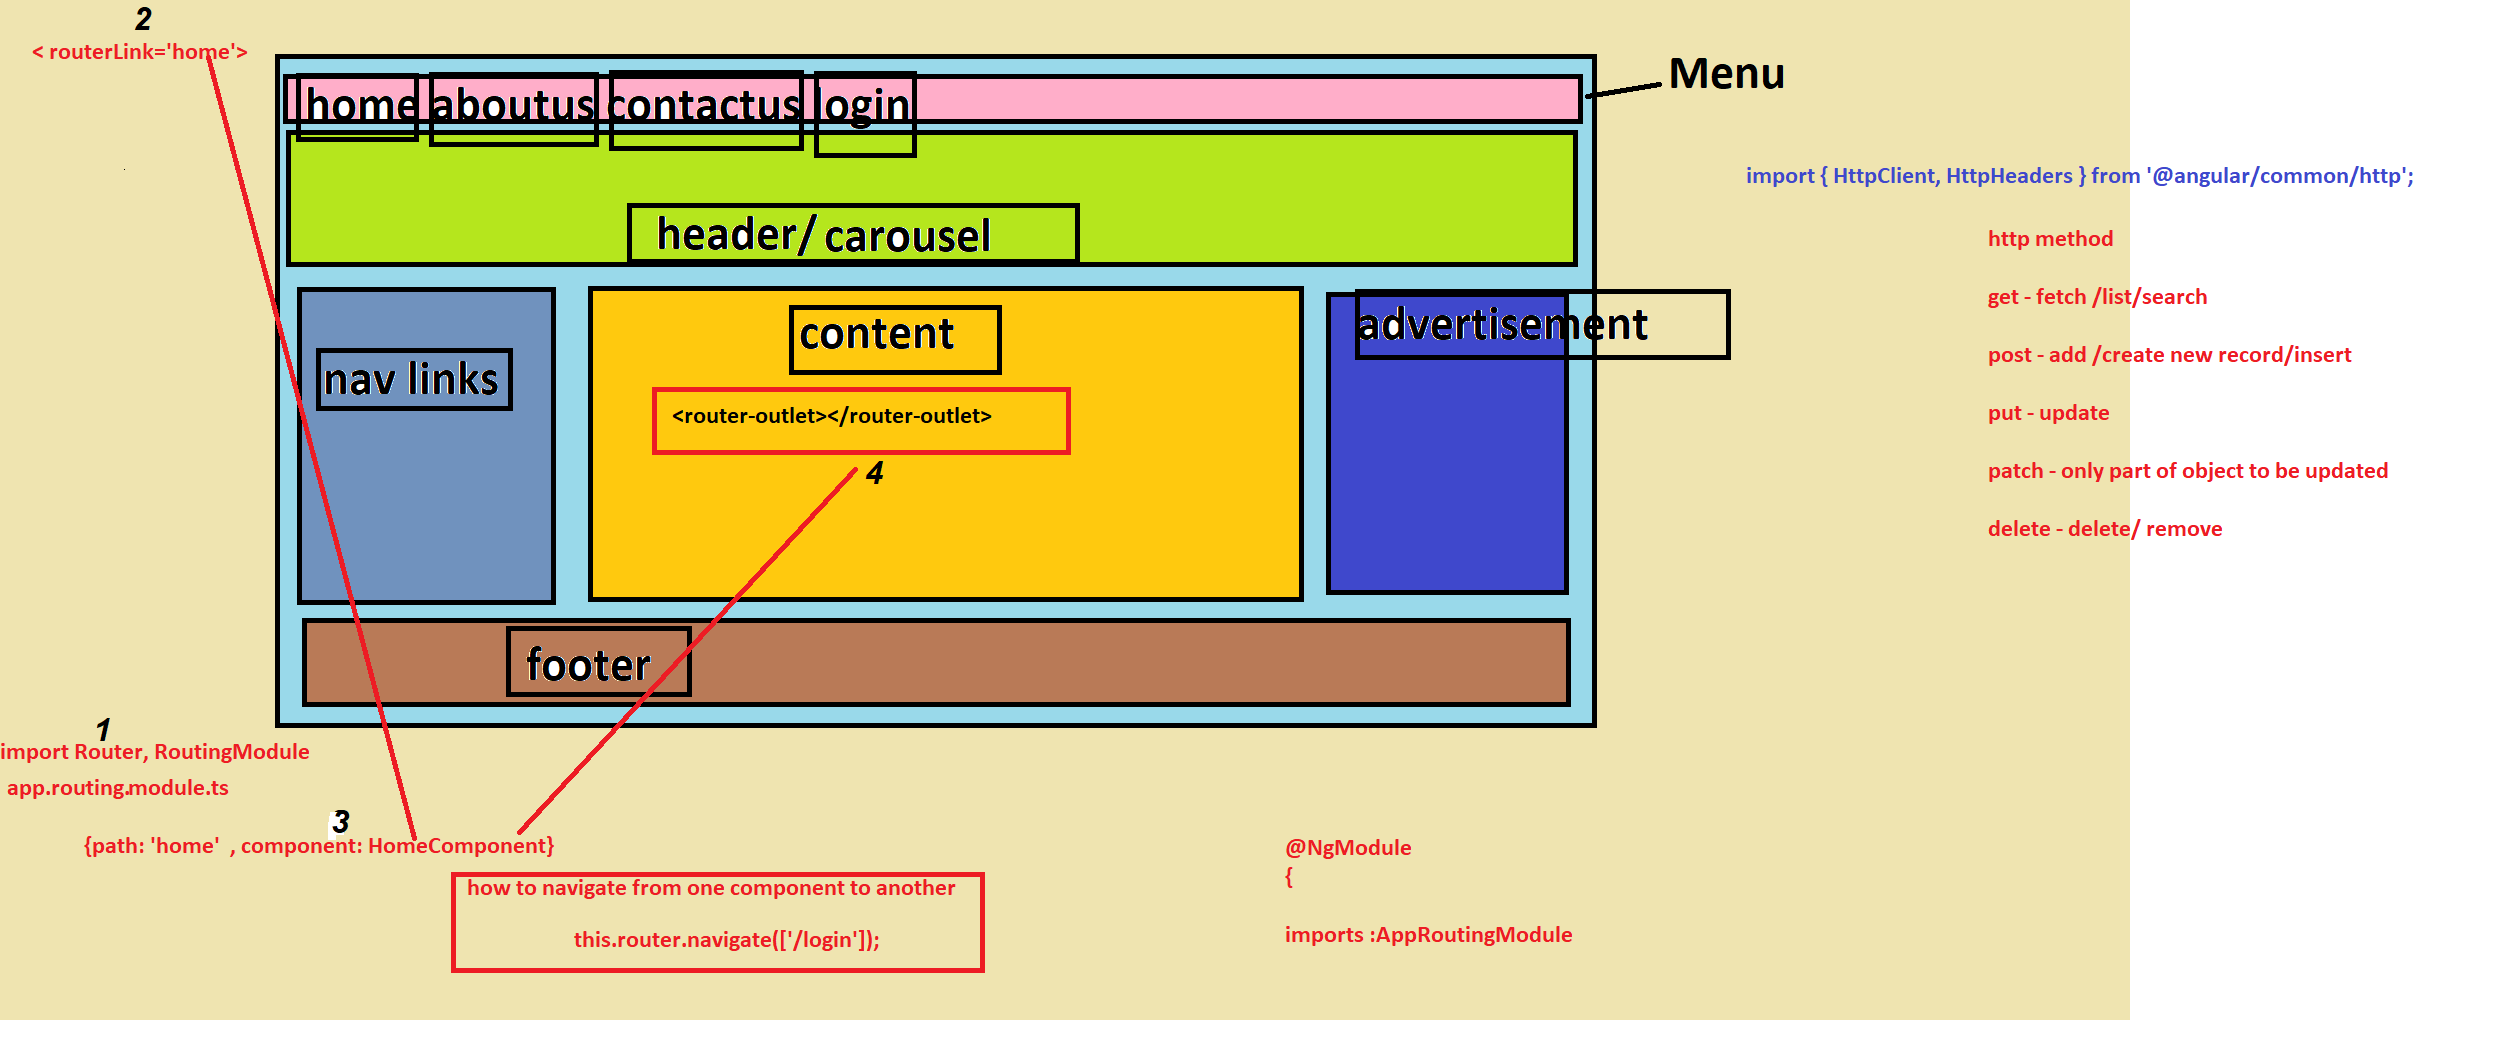 2
< routerLink='home'>
Menu
home aboutus contactus login
import { HttpClient, HttpHeaders } from '@angular/common/http';
header/ carousel
http method
get - fetch /list/search
post - add /create new record/insert
put - update
patch - only part of object to be updated
delete - delete/ remove
nav links
content
<router-outlet></router-outlet>
4
advertisement
footer
1
import Router, RoutingModule
app.routing.module.ts
3
{path: 'home' , component: HomeComponent}
how to navigate from one component to another
this.router.navigate(['/login']);
@NgModule
{
imports :AppRoutingModule